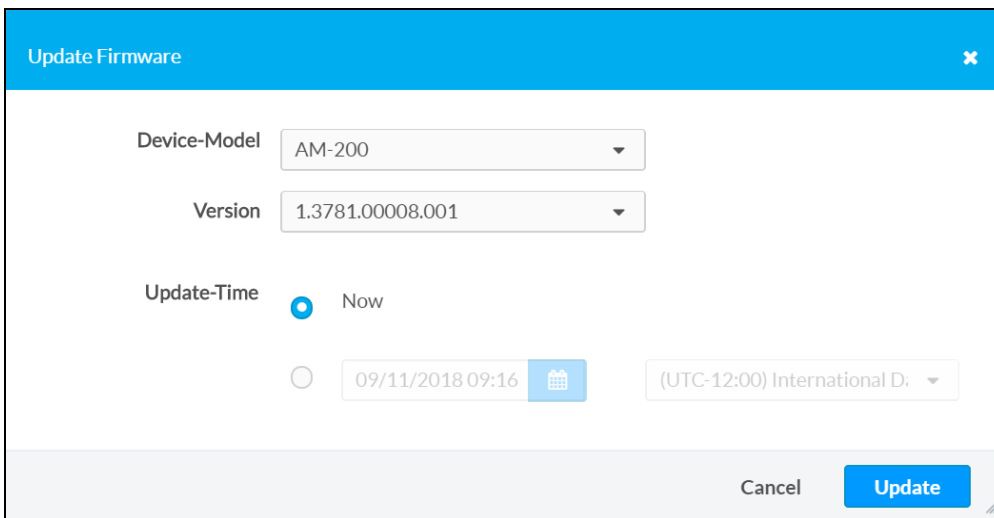 Update Firmware
Device-Model AM-200
Version 1.3781.00008.001
Update-Time Now
09/11/2018 09:16 (UTC-12:00) International Da
Cancel Update